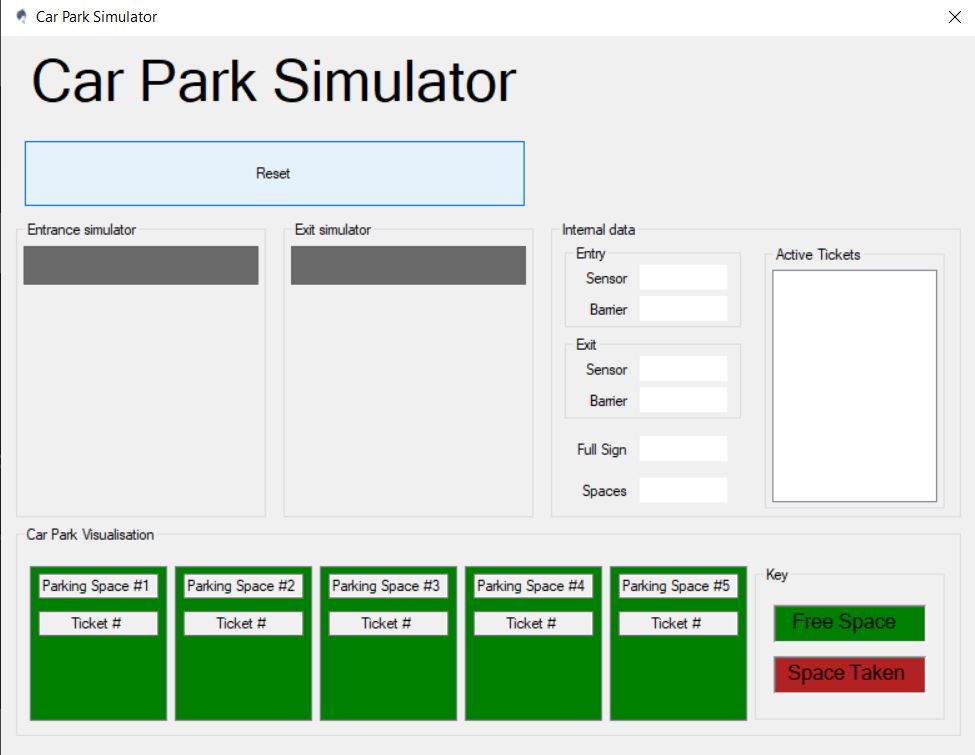 Car Park Simulator
Car Park Simulator
Reset
Entrance simulator
Exit simulator
Internal data
Entry
Sensor
Barrier
Exit
Sensor
Barrier
Full Sign
Spaces
Active Tickets
Car Park Visualisation
Parking Space #1
Ticket #
Parking Space #2
Ticket #
Parking Space #3
Ticket #
Parking Space #4
Ticket #
Parking Space #5
Ticket #
Key
Free Space
Space Taken